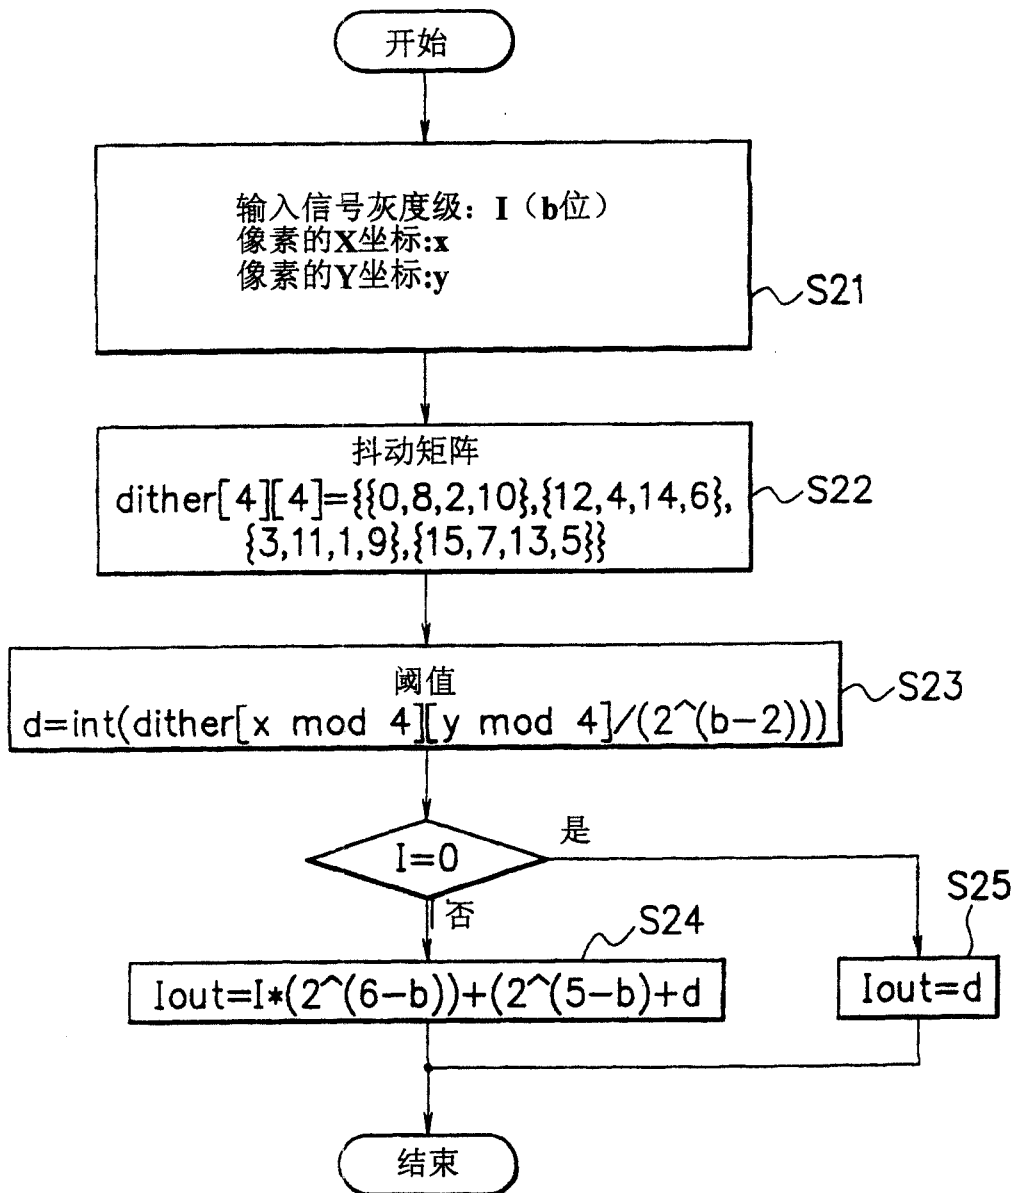 开始
输入信号灰度级：I（b位）
像素的X坐标:x
像素的Y坐标:y
S21
抖动矩阵
dither[4][4]={{0,8,2,10},{12,4,14,6},
{3,11,1,9},{15,7,13,5}}
S22
阈值
d=int(dither[x mod 4][y mod 4]/(2^(b-2)))
S23
I=0
是
否
S24
Iout=I*(2^(6-b))+(2^(5-b)+d
S25
Iout=d
结束